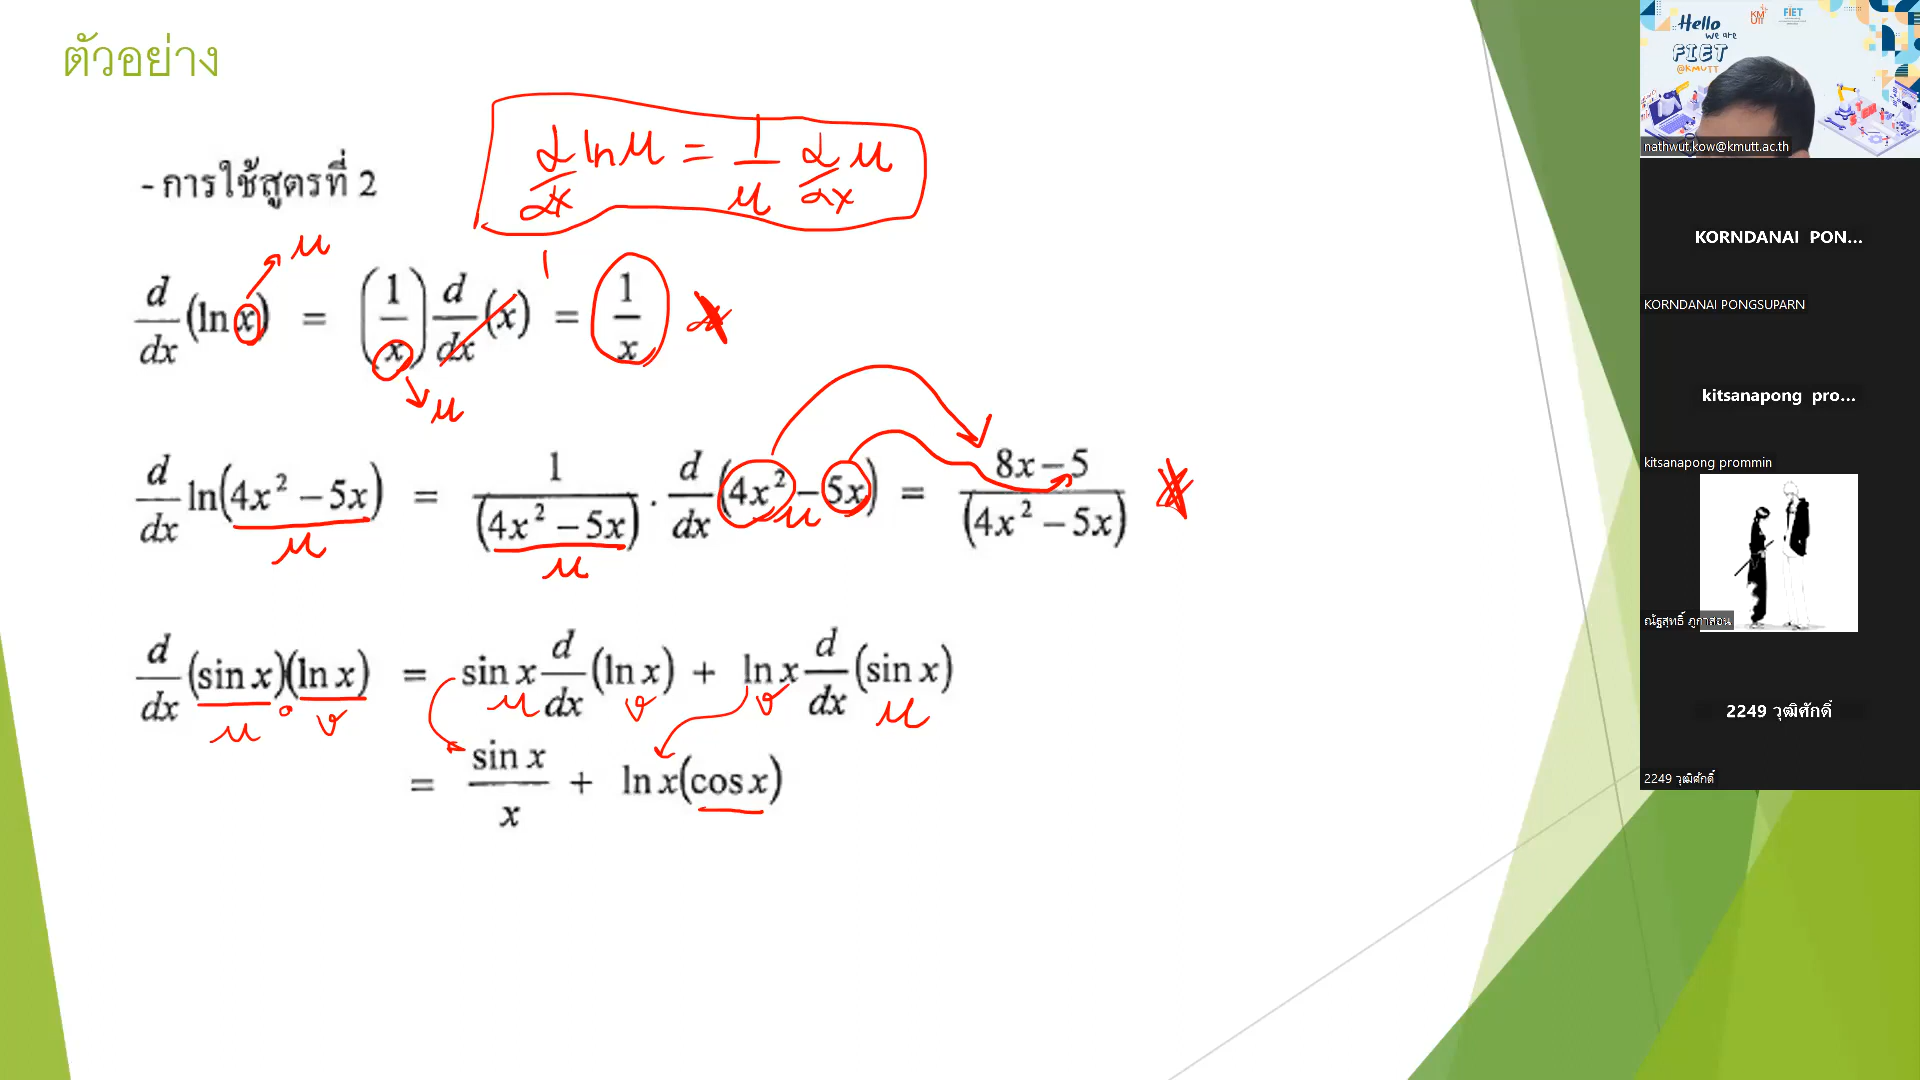 ตัวอย่าง
- การใช้สูตรที่ 2
d/dx ln μ = 1/μ d/dx μ
μ
1
d/dx (ln x) = (1/x) d/dx (x) = 1/x
μ
d/dx ln(4x² − 5x) = 1/(4x² − 5x) · d/dx (4x² − 5x) = 8x − 5/(4x² − 5x)
μ μ μ
d/dx (sin x)(ln x) = sin x d/dx (ln x) + ln x d/dx (sin x)
μ v μ v v μ
= sin x/x + ln x(cos x)
Hello
we are
FIET
@KMUTT
KMUTT
FIET
nathwut.kow@kmutt.ac.th
KORNDANAI PON...
KORNDANAI PONGSUPARN
kitsanapong pro...
kitsanapong prommin
ณัฐสุทธิ์ ภูกาสอน
2249 วุฒิศักดิ์
2249 วุฒิศักดิ์